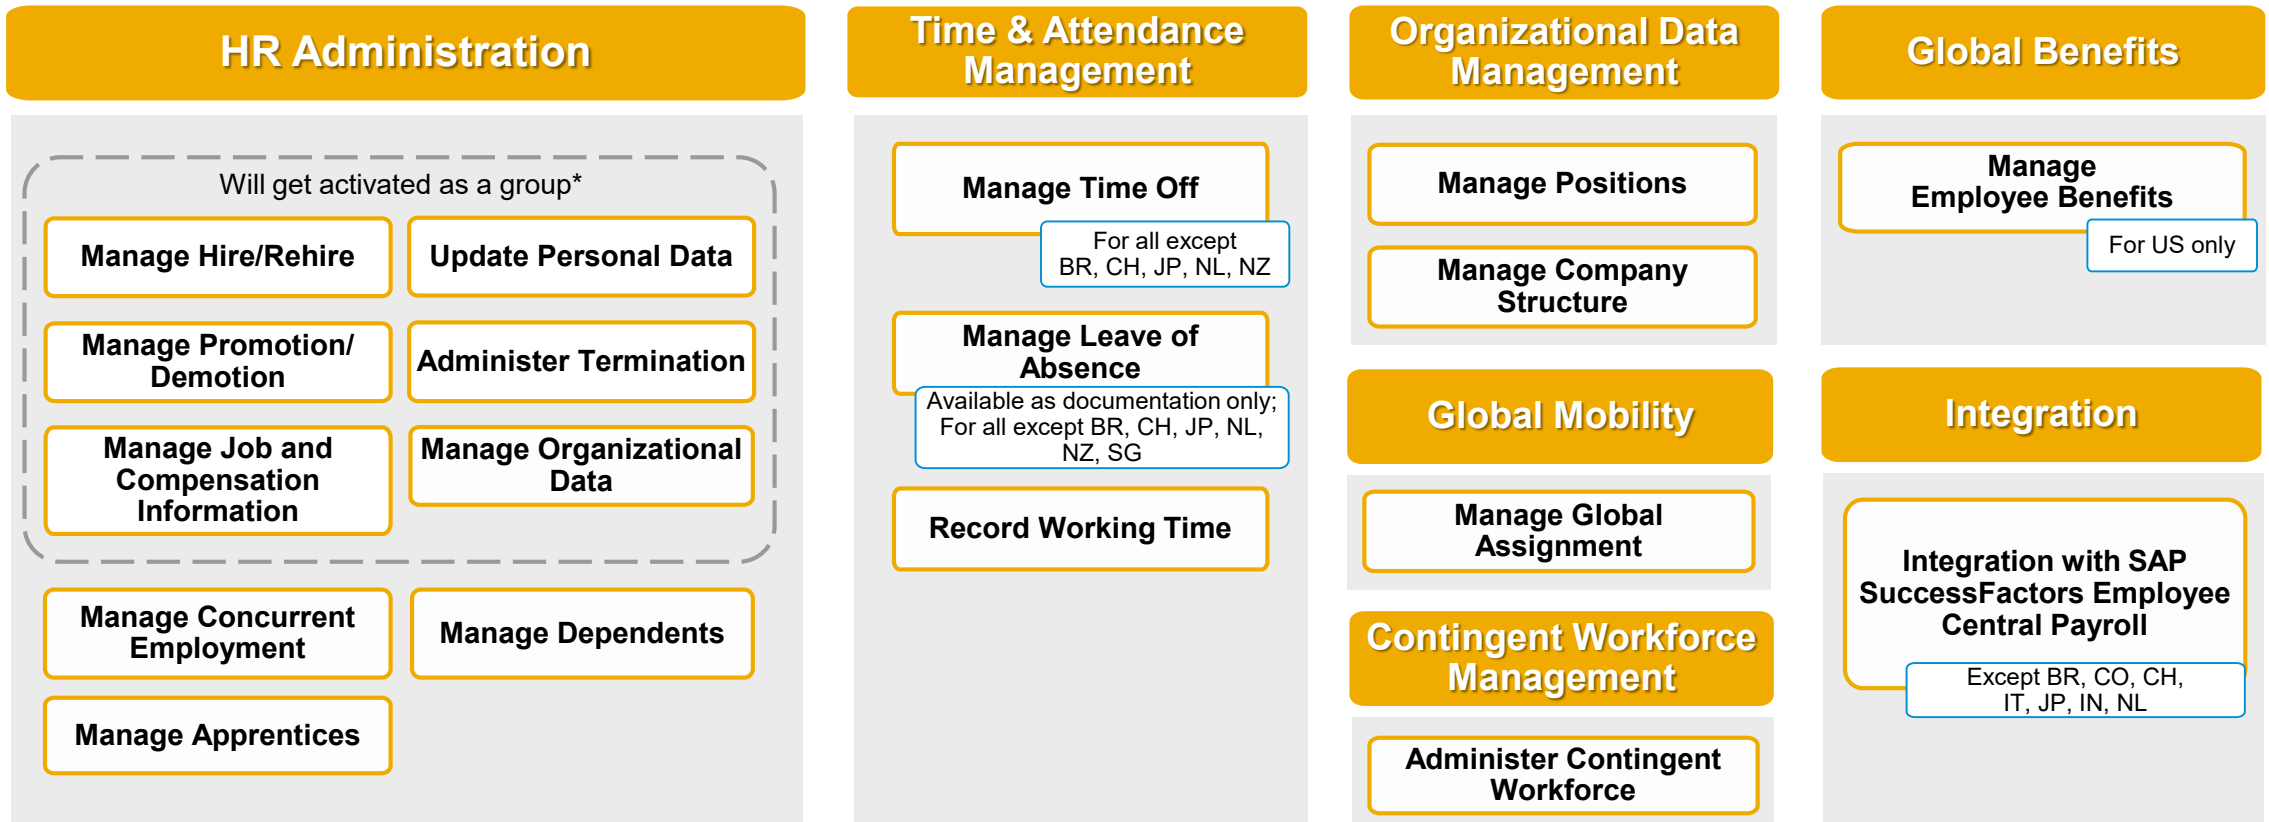 HR Administration
Will get activated as a group*
Manage Hire/Rehire
Update Personal Data
Manage Promotion/
Demotion
Administer Termination
Manage Job and
Compensation
Information
Manage Organizational
Data
Manage Concurrent
Employment
Manage Dependents
Manage Apprentices
Time & Attendance
Management
Manage Time Off
For all except
BR, CH, JP, NL, NZ
Manage Leave of
Absence
Available as documentation only;
For all except BR, CH, JP, NL,
NZ, SG
Record Working Time
Organizational Data
Management
Manage Positions
Manage Company
Structure
Global Mobility
Manage Global
Assignment
Contingent Workforce
Management
Administer Contingent
Workforce
Global Benefits
Manage
Employee Benefits
For US only
Integration
Integration with SAP
SuccessFactors Employee
Central Payroll
Except BR, CO, CH,
IT, JP, IN, NL